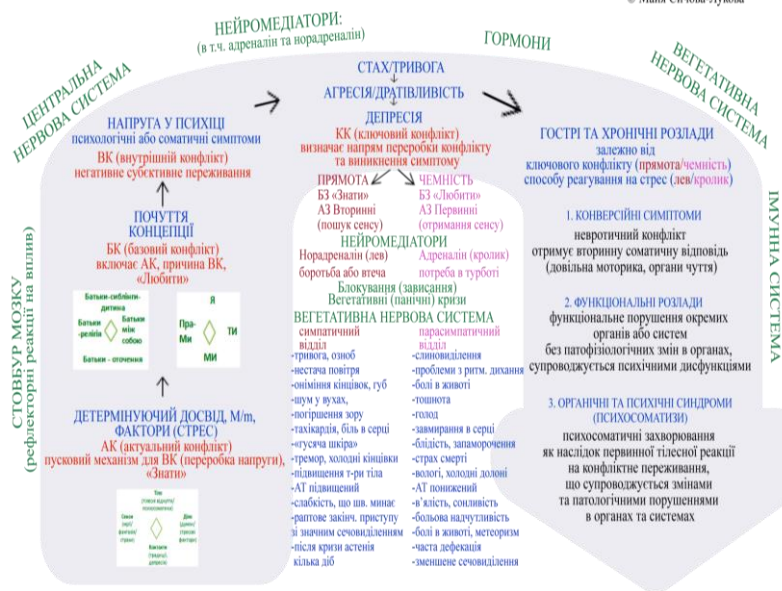 © Майя Сичова-Лукова
НЕЙРОМЕДІАТОРИ:
(в т.ч. адреналін та норадреналін)
ГОРМОНИ
ЦЕНТРАЛЬНА
НЕРВОВА СИСТЕМА
ВЕГЕТАТИВНА
НЕРВОВА СИСТЕМА
ІМУННА СИСТЕМА
СТОВБУР МОЗКУ
(рефлекторні реакції на вплив)
НАПРУГА У ПСИХІЦІ
психологічні або соматичні симптоми
ВК (внутрішній конфлікт)
негативне субєктивне переживання
ПОЧУТТЯ
КОНЦЕПЦІЇ
БК (базовий конфлікт)
включає АК, причина ВК,
«Любити»
Батьки-сиблінги-
дитина
Батьки
-релігія
Батьки
між
собою
Батьки - оточення
Я
Пра-
Ми
ТИ
МИ
ДЕТЕРМІНУЮЧИЙ ДОСВІД, M/m,
ФАКТОРИ (СТРЕС)
АК (актуальний конфлікт)
пусковий механізм для ВК (переробка напруги),
«Знати»
СТАХ/ТРИВОГА
АГРЕСІЯ/ДРАТІВЛИВІСТЬ
ДЕПРЕСІЯ
КК (ключовий конфлікт)
визначає напрям переробки конфлікту
та виникнення симптому
ПРЯМОТА
БЗ «Знати»
АЗ Вторинні
(пошук сенсу)
ЧЕМНІСТЬ
БЗ «Любити»
АЗ Первинні
(отримання сенсу)
НЕЙРОМЕДІАТОРИ
Норадреналін (лев)
боротьба або втеча
Адреналін (кролик)
потреба в турботі
Блокування (зависання)
Вегетативні (панічні) кризи
ВЕГЕТАТИВНА НЕРВОВА СИСТЕМА
симпатичний
відділ
-тривога, озноб
-нестача повітря
-оніміння кінцівок, губ
-шум у вухах,
-погіршення зору
-тахікардія, біль в серці
-«гусяча шкіра»
-тремор, холодні кінцівки
-підвищення т-ри тіла
-АТ підвищений
-слабкість, що шв. минає
-раптове закінч. приступу
зі значним сечовиділенням
-після кризи астенія
кілька діб
парасимпатичний
відділ
-слиновиділення
-проблеми з ритм. дихання
-болі в животі
-тошнота
-голод
-завмирання в серці
-блідість, запаморочення
-страх смерті
-вологі, холодні долоні
-АТ понижений
-в'ялість, сонливість
-больова надчутливість
-болі в животі, метеоризм
-часта дефекація
-зменшене сечовиділення
ГОСТРІ ТА ХРОНІЧНІ РОЗЛАДИ
залежно від
ключового конфлікту (прямота/чемність)
способу реагування на стрес (лев/кролик)
1. КОНВЕРСІЙНІ СИМПТОМИ
невротичний конфлікт
отримує вторинну соматичну відповідь
(довільна моторика, органи чуття)
2. ФУНКЦІОНАЛЬНІ РОЗЛАДИ
функціональне порушення окремих
органів або систем
без патофізіологічних змін в органах,
супроводжується психічними дисфункціями
3. ОРГАНІЧНІ ТА ПСИХІЧНІ СИНДРОМИ
(ПСИХОСОМАТИЗИ)
психосоматичні захворювання
як наслідок первинної тілесної реакції
на конфліктне переживання,
що супроводжується змінами
та патологічними порушеннями
в органах та системах